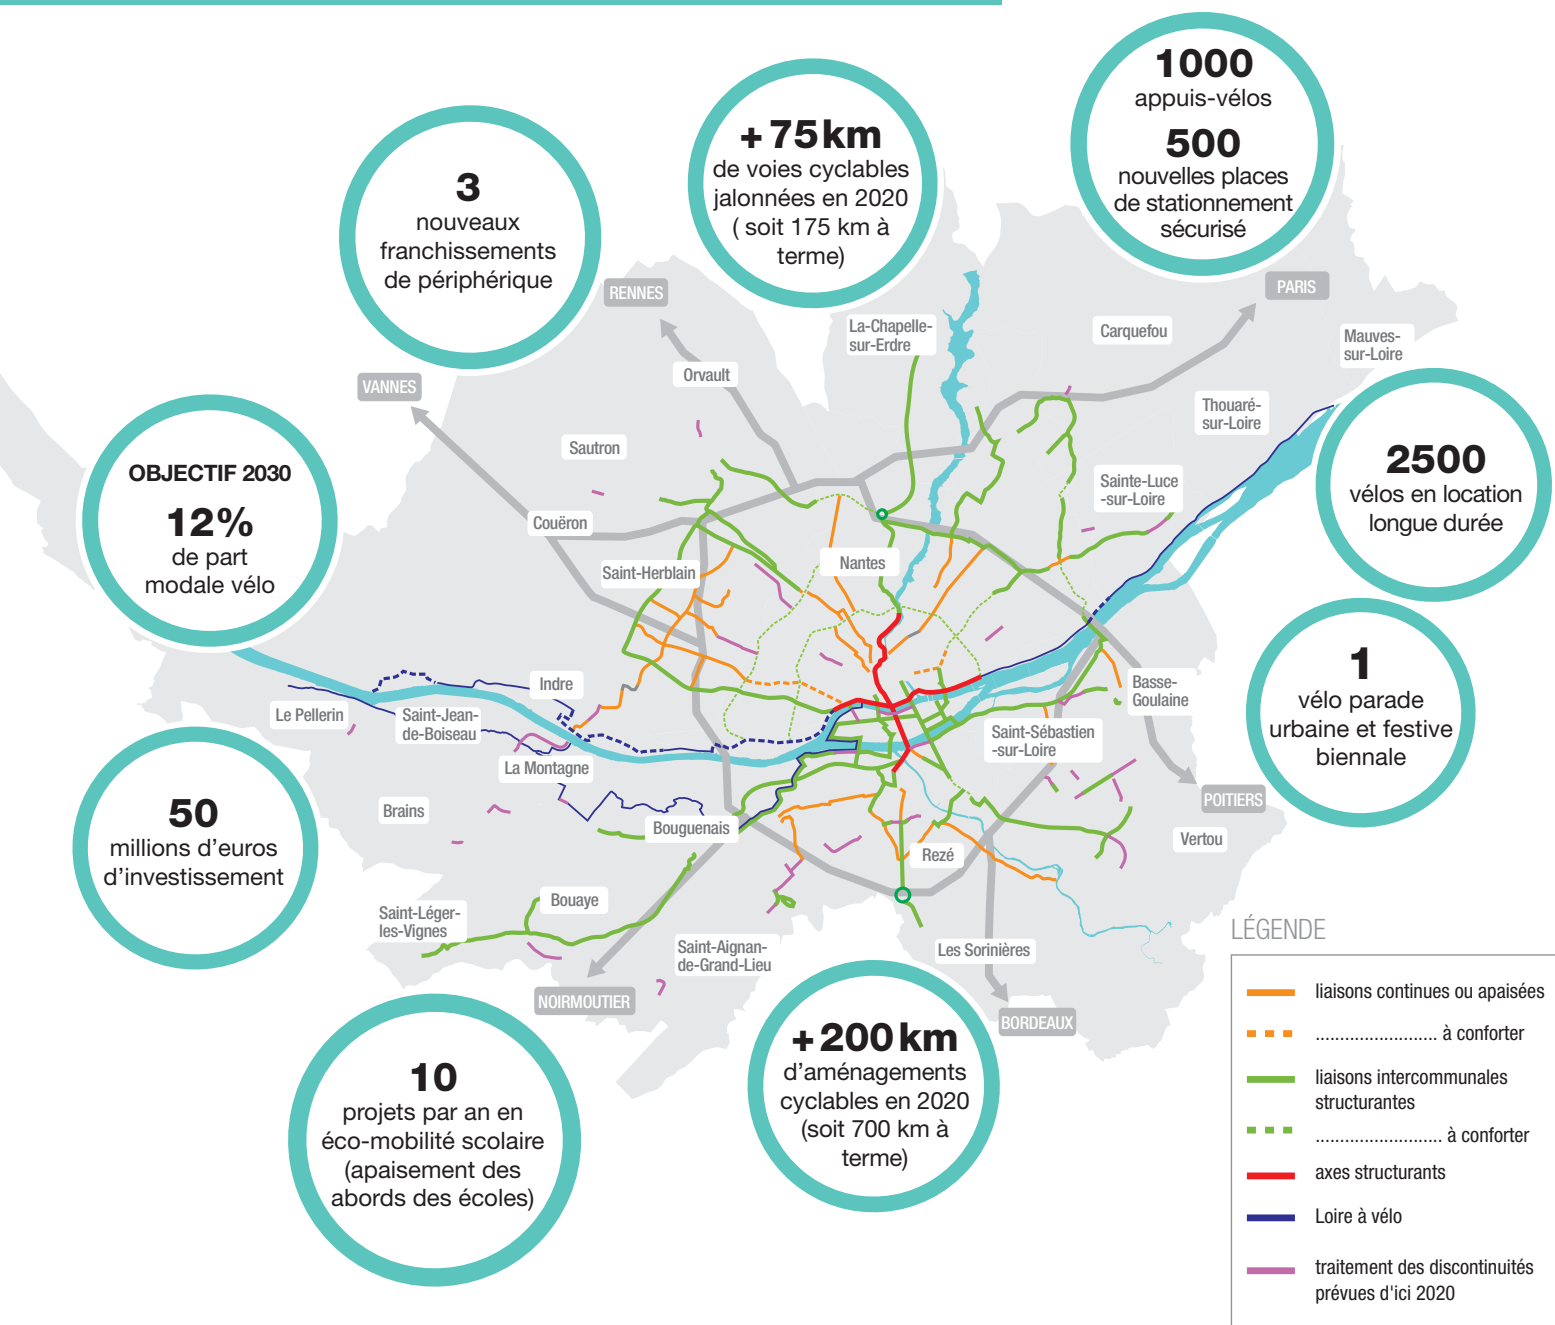 1000
appuis-vélos
500
nouvelles places
de stationnement
sécurisé
+ 75 km
de voies cyclables
jalonnées en 2020
( soit 175 km à
terme)
3
nouveaux
franchissements
de périphérique
OBJECTIF 2030
12%
de part
modale vélo
2500
vélos en location
longue durée
1
vélo parade
urbaine et festive
biennale
50
millions d'euros
d'investissement
10
projets par an en
éco-mobilité scolaire
(apaisement des
abords des écoles)
+ 200 km
d'aménagements
cyclables en 2020
(soit 700 km à
terme)
RENNES
PARIS
VANNES
La-Chapelle-
sur-Erdre
Carquefou
Mauves-
sur-Loire
Orvault
Thouaré-
sur-Loire
Sautron
Sainte-Luce
-sur-Loire
Couëron
Nantes
Saint-Herblain
Indre
Basse-
Goulaine
Le Pellerin
Saint-Jean-
de-Boiseau
Saint-Sébastien
-sur-Loire
La Montagne
POITIERS
Brains
Bouguenais
Vertou
Rezé
Bouaye
Saint-Léger-
les-Vignes
Saint-Aignan-
de-Grand-Lieu
Les Sorinières
NOIRMOUTIER
BORDEAUX
LÉGENDE
liaisons continues ou apaisées
......................... à conforter
liaisons intercommunales
structurantes
.......................... à conforter
axes structurants
Loire à vélo
traitement des discontinuités
prévues d'ici 2020